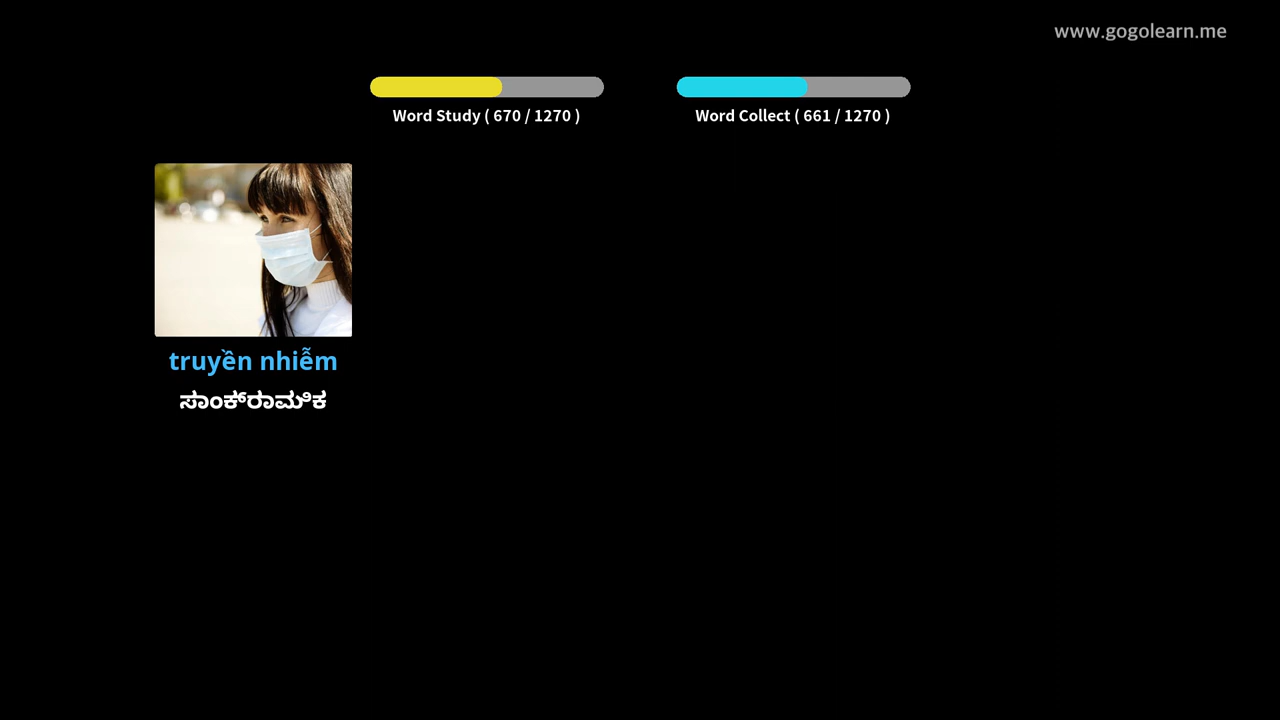 www.gogolearn.me
Word Study ( 670 / 1270 )
Word Collect ( 661 / 1270 )
truyền nhiễm
ಸಾಂಕ್ರಾಮಿಕ